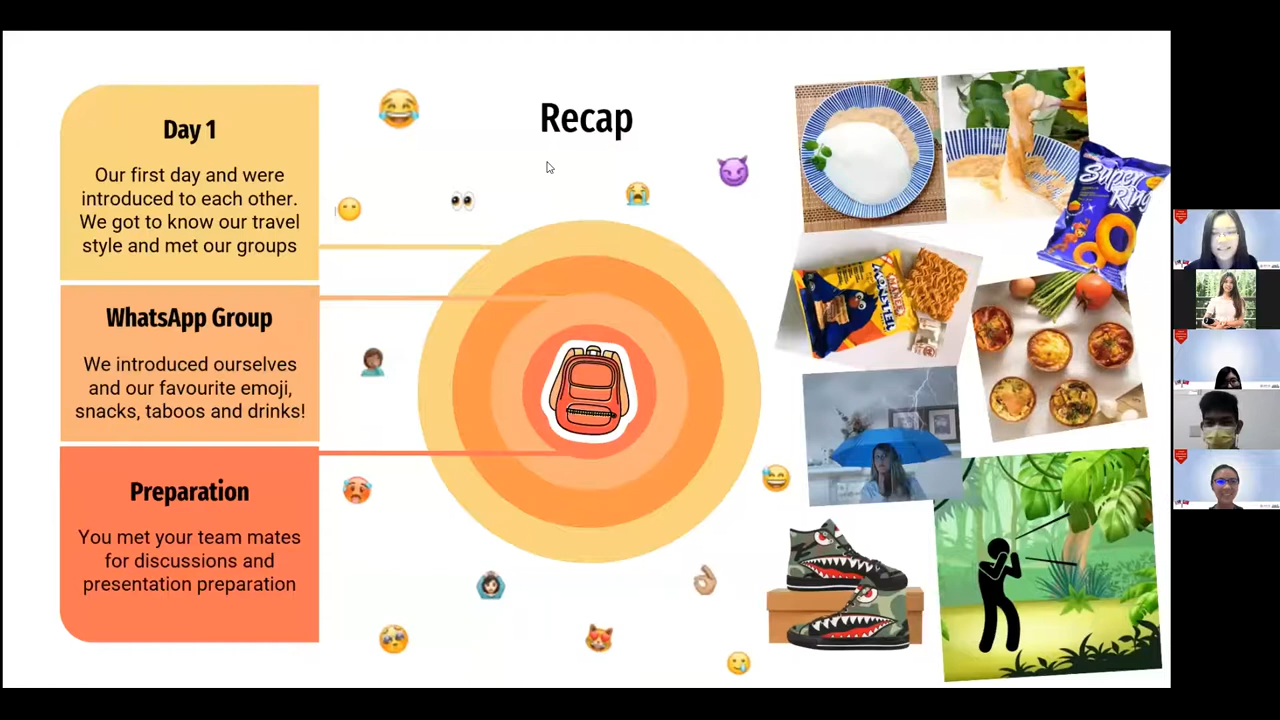 Recap
Day 1
Our first day and were
introduced to each other.
We got to know our travel
style and met our groups
WhatsApp Group
We introduced ourselves
and our favourite emoji,
snacks, taboos and drinks!
Preparation
You met your team mates
for discussions and
presentation preparation
Super
Ring
MAMEE
MONSTER